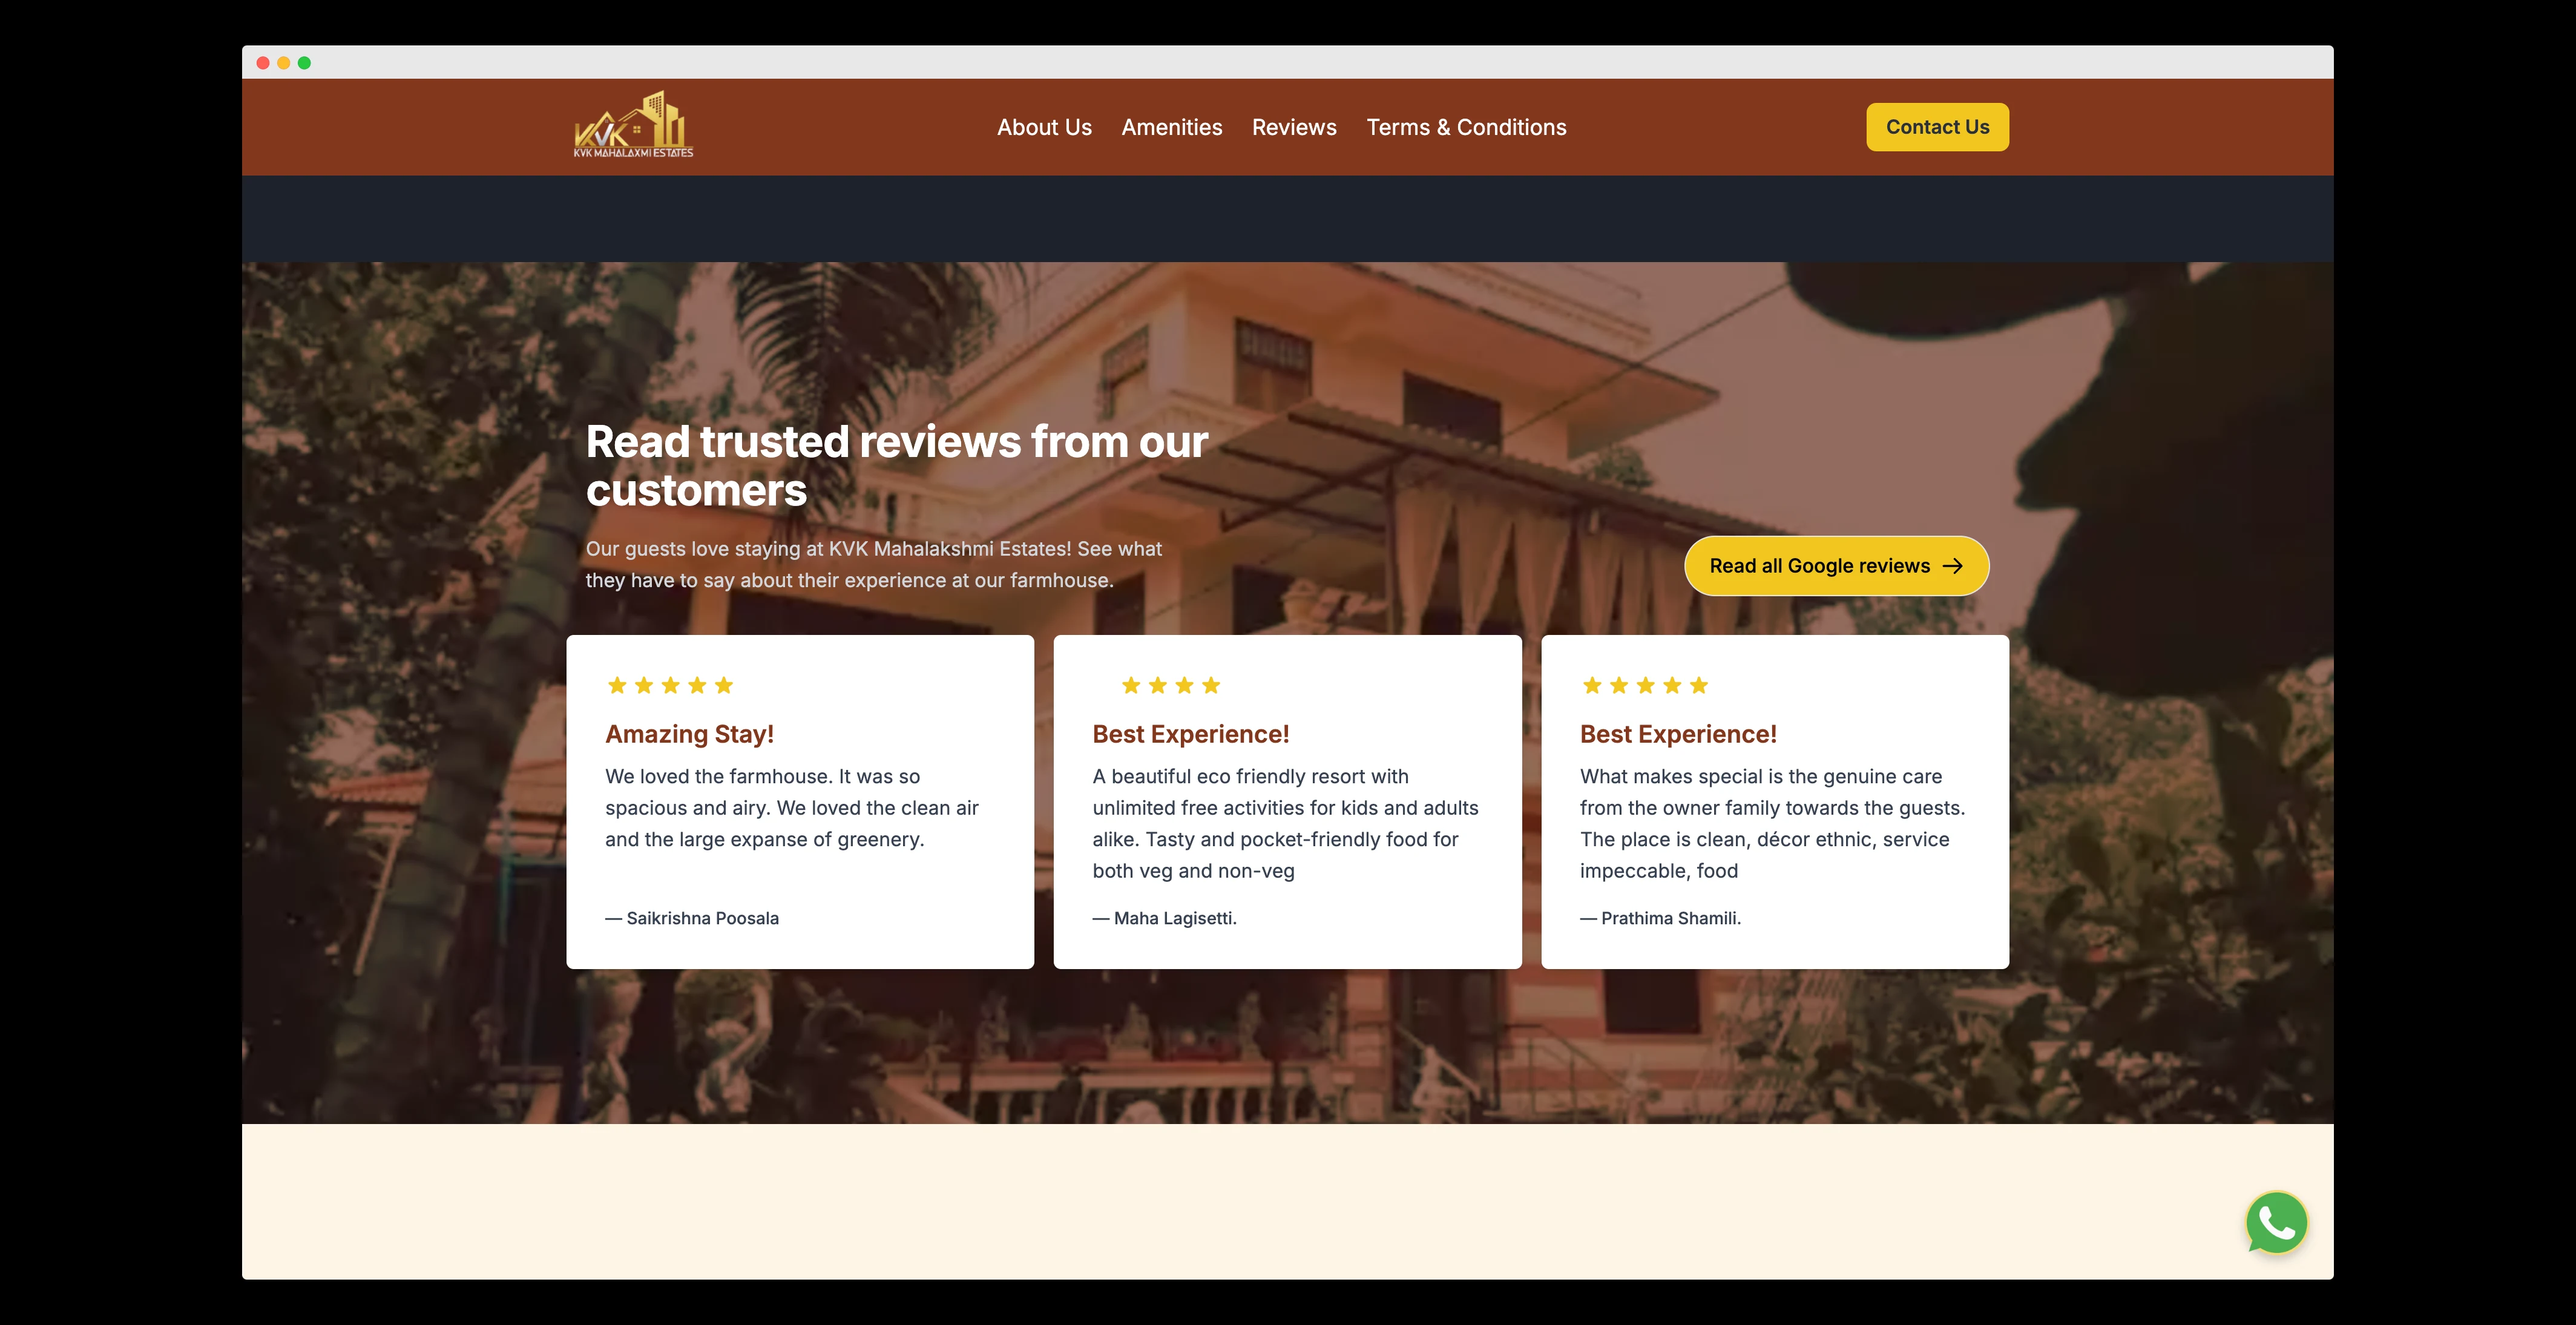 KVK
KVK MAHALAXMI ESTATES
About Us
Amenities
Reviews
Terms & Conditions
Contact Us
Read trusted reviews from our
customers
Our guests love staying at KVK Mahalakshmi Estates! See what
they have to say about their experience at our farmhouse.
Read all Google reviews
Amazing Stay!
We loved the farmhouse. It was so
spacious and airy. We loved the clean air
and the large expanse of greenery.
— Saikrishna Poosala
Best Experience!
A beautiful eco friendly resort with
unlimited free activities for kids and adults
alike. Tasty and pocket-friendly food for
both veg and non-veg
— Maha Lagisetti.
Best Experience!
What makes special is the genuine care
from the owner family towards the guests.
The place is clean, décor ethnic, service
impeccable, food
— Prathima Shamili.